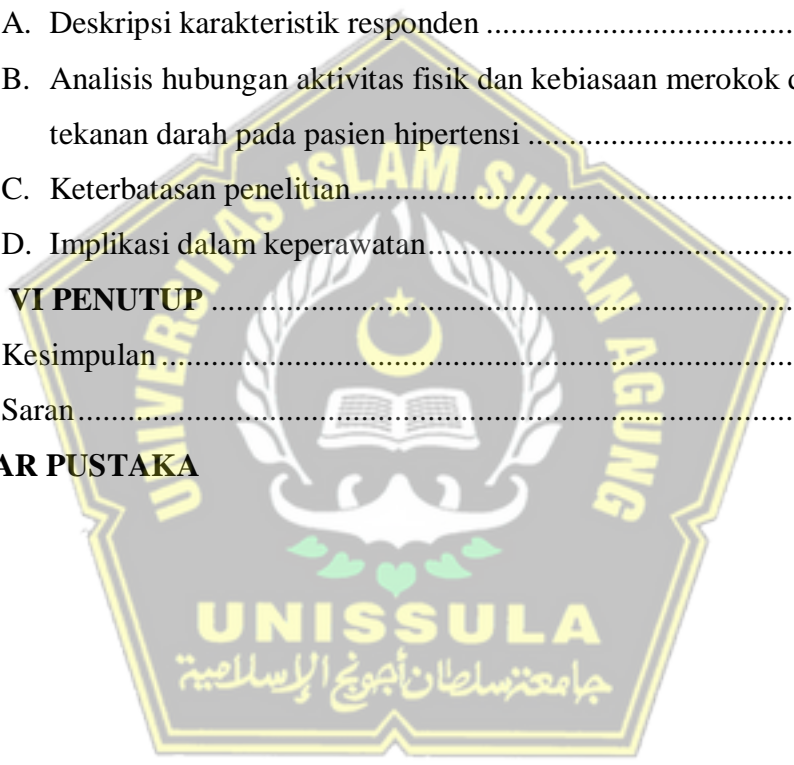 A. Deskripsi karakteristik responden ..................................
B. Analisis hubungan aktivitas fisik dan kebiasaan merokok
tekanan darah pada pasien hipertensi .............................
C. Keterbatasan penelitian...................................................
D. Implikasi dalam keperawatan..........................................
VI PENUTUP .....................................................................
Kesimpulan ...........................................................................
Saran.....................................................................................
AR PUSTAKA
UNIVERSITAS ISLAM SULTAN AGUNG
UNISSULA
جامعة سلطان أجونج الإسلامية